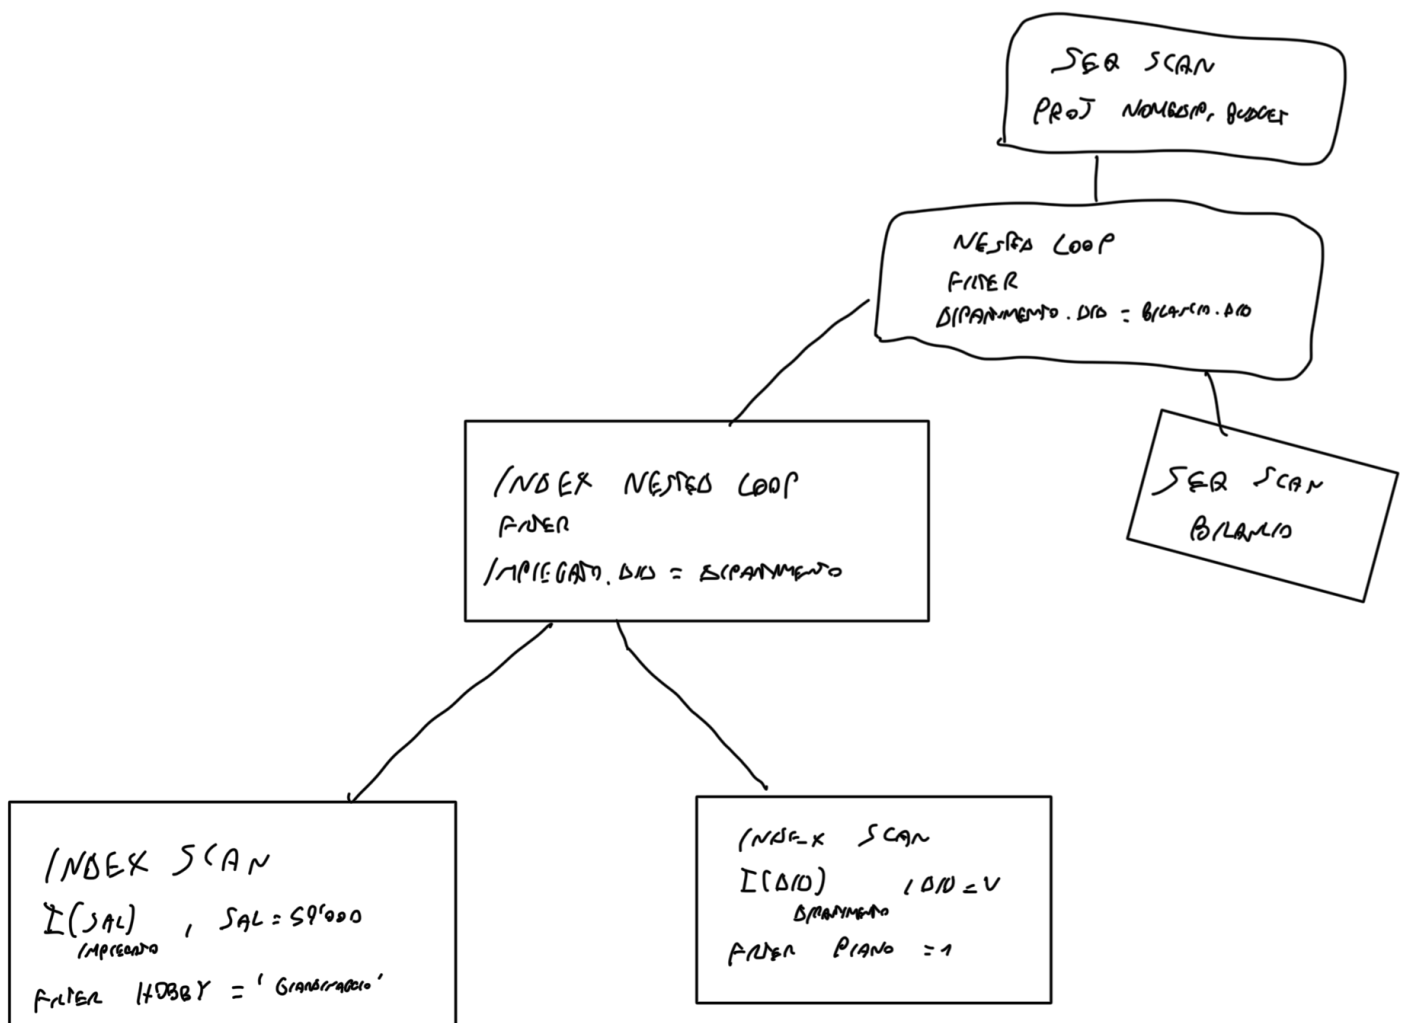 SEQ SCAN
PROJ NOMEDIP, BUDGET
NESTED LOOP
FILTER
DIPARTIMENTO.DID = BILANCIO.DID
INDEX NESTED LOOP
FILTER
IMPIEGATO.DID = DIPARTIMENTO
SEQ SCAN
BILANCIO
INDEX SCAN
I(SAL) , SAL = 59'000
IMPIEGATO
FILTER HOBBY = 'GIARDINAGGIO'
INDEX SCAN
I(DID) , DID = V
DIPARTIMENTO
FILTER PIANO = 1